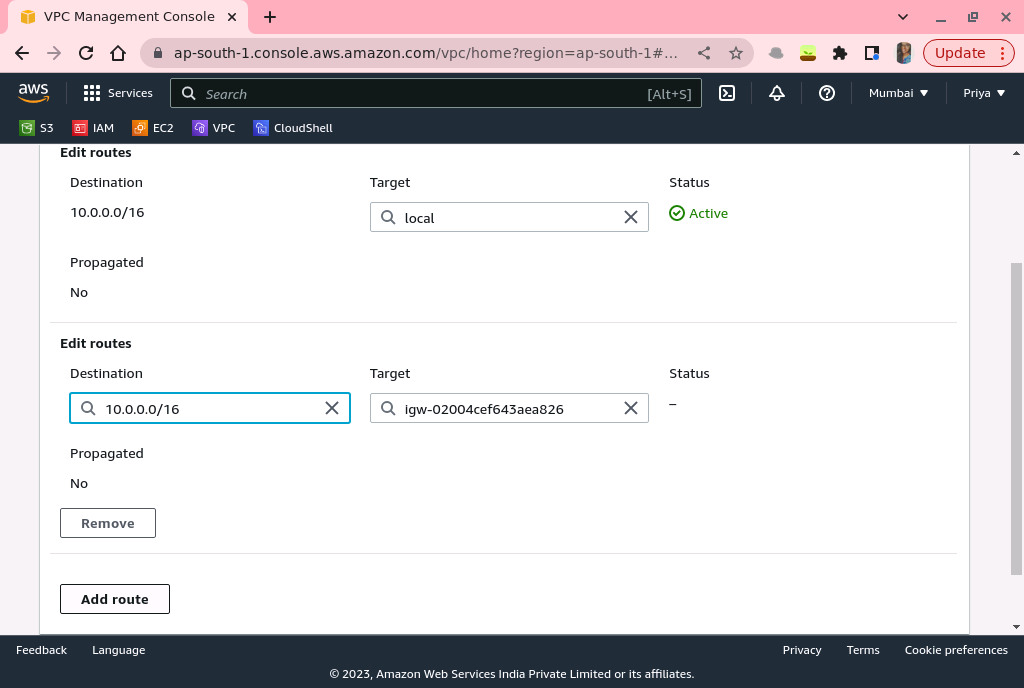 VPC Management Console
ap-south-1.console.aws.amazon.com/vpc/home?region=ap-south-1#...
Update
aws
Services
Search
[Alt+S]
Mumbai
Priya
S3
IAM
EC2
VPC
CloudShell
Edit routes
Destination
Target
Status
10.0.0.0/16
local
Active
Propagated
No
Edit routes
Destination
Target
Status
10.0.0.0/16
igw-02004cef643aea826
–
Propagated
No
Remove
Add route
Feedback
Language
Privacy
Terms
Cookie preferences
© 2023, Amazon Web Services India Private Limited or its affiliates.